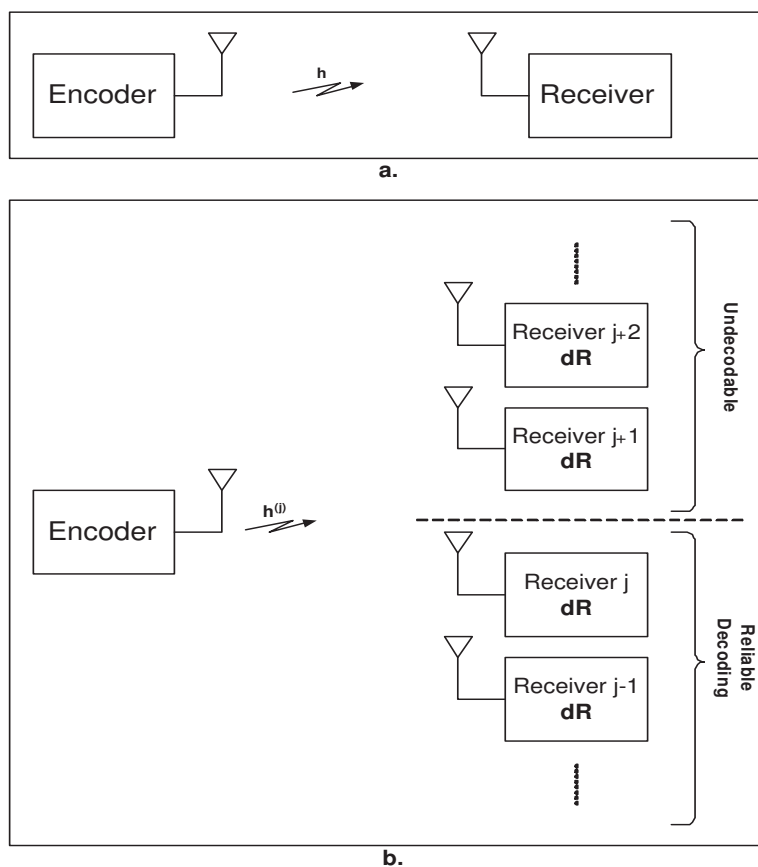 Encoder
h
Receiver
a.
Receiver j+2
dR
Receiver j+1
dR
Undecodable
Encoder
h(j)
Receiver j
dR
Receiver j-1
dR
Reliable
Decoding
b.